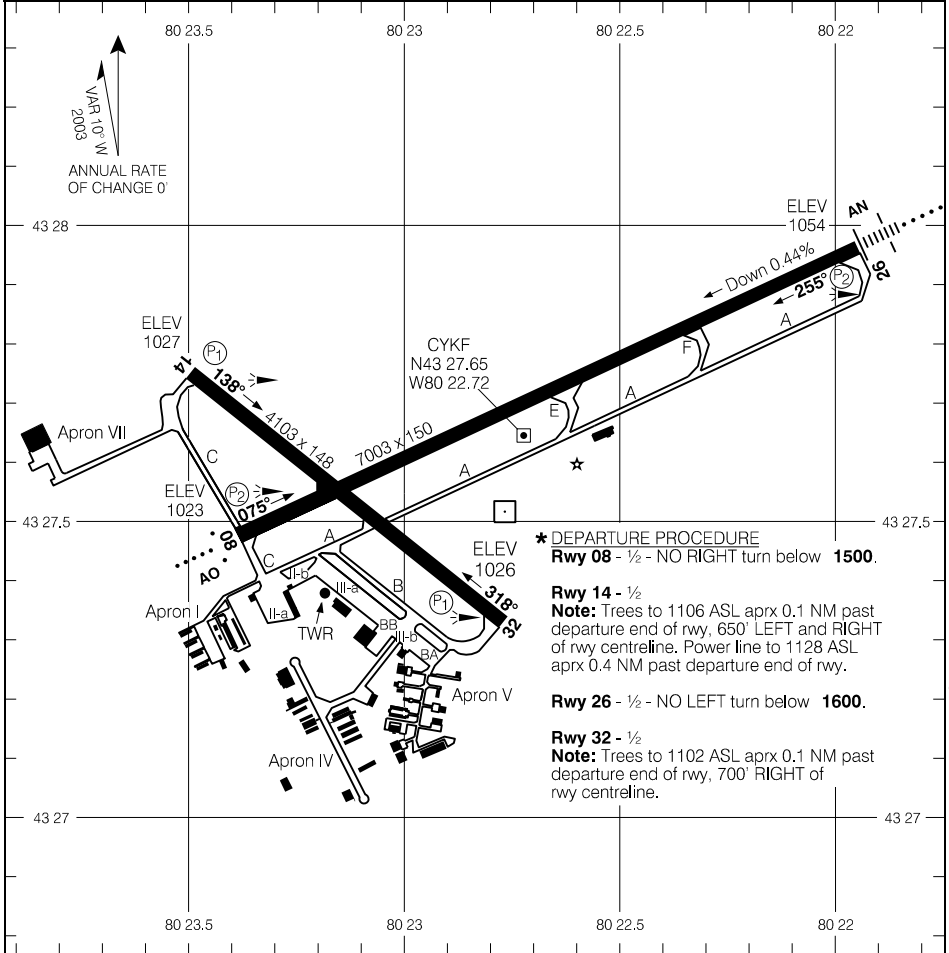 80 23.5
80 23
80 22.5
80 22
VAR 10° W
2003
ANNUAL RATE
OF CHANGE 0'
43 28
ELEV
1054
AN
26
Down 0.44%
255°
P2
A
ELEV
1027
P1
14
138°
4103 x 148
CYKF
N43 27.65
W80 22.72
F
A
E
7003 x 150
A
Apron VII
C
ELEV
1023
P2
075°
08
AO
43 27.5
43 27.5
A
C
B
II-b
III-a
II-a
TWR
BB
III-b
BA
Apron I
ELEV
1026
P1
318°
32
Apron V
Apron IV
* DEPARTURE PROCEDURE
Rwy 08 - ½ - NO RIGHT turn below 1500.
Rwy 14 - ½
Note: Trees to 1106 ASL aprx 0.1 NM past
departure end of rwy, 650' LEFT and RIGHT
of rwy centreline. Power line to 1128 ASL
aprx 0.4 NM past departure end of rwy.
Rwy 26 - ½ - NO LEFT turn below 1600.
Rwy 32 - ½
Note: Trees to 1102 ASL aprx 0.1 NM past
departure end of rwy, 700' RIGHT of
rwy centreline.
43 27
43 27
80 23.5
80 23
80 22.5
80 22